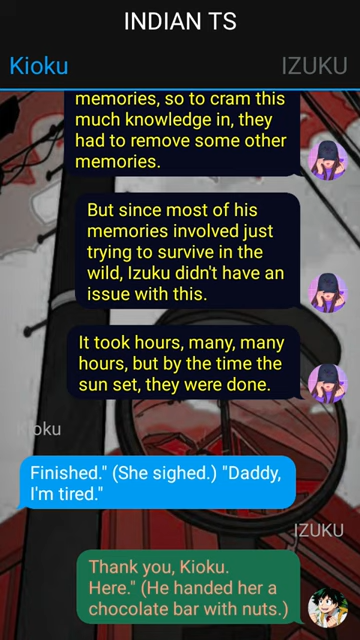 INDIAN TS
Kioku
IZUKU
memories, so to cram this
much knowledge in, they
had to remove some other
memories.
But since most of his
memories involved just
trying to survive in the
wild, Izuku didn't have an
issue with this.
It took hours, many, many
hours, but by the time the
sun set, they were done.
Kioku
Finished." (She sighed.) "Daddy,
I'm tired."
IZUKU
Thank you, Kioku.
Here." (He handed her a
chocolate bar with nuts.)